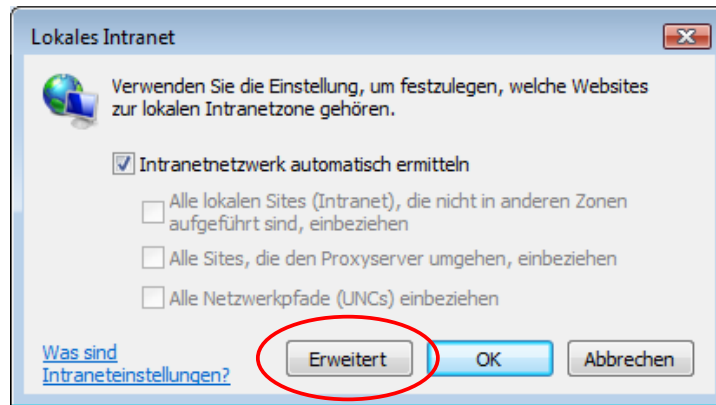 Lokales Intranet
Verwenden Sie die Einstellung, um festzulegen, welche Websites
zur lokalen Intranetzone gehören.
Intranetnetzwerk automatisch ermitteln
Alle lokalen Sites (Intranet), die nicht in anderen Zonen
aufgeführt sind, einbeziehen
Alle Sites, die den Proxyserver umgehen, einbeziehen
Alle Netzwerkpfade (UNCs) einbeziehen
Was sind
Intraneteinstellungen?
Erweitert
OK
Abbrechen